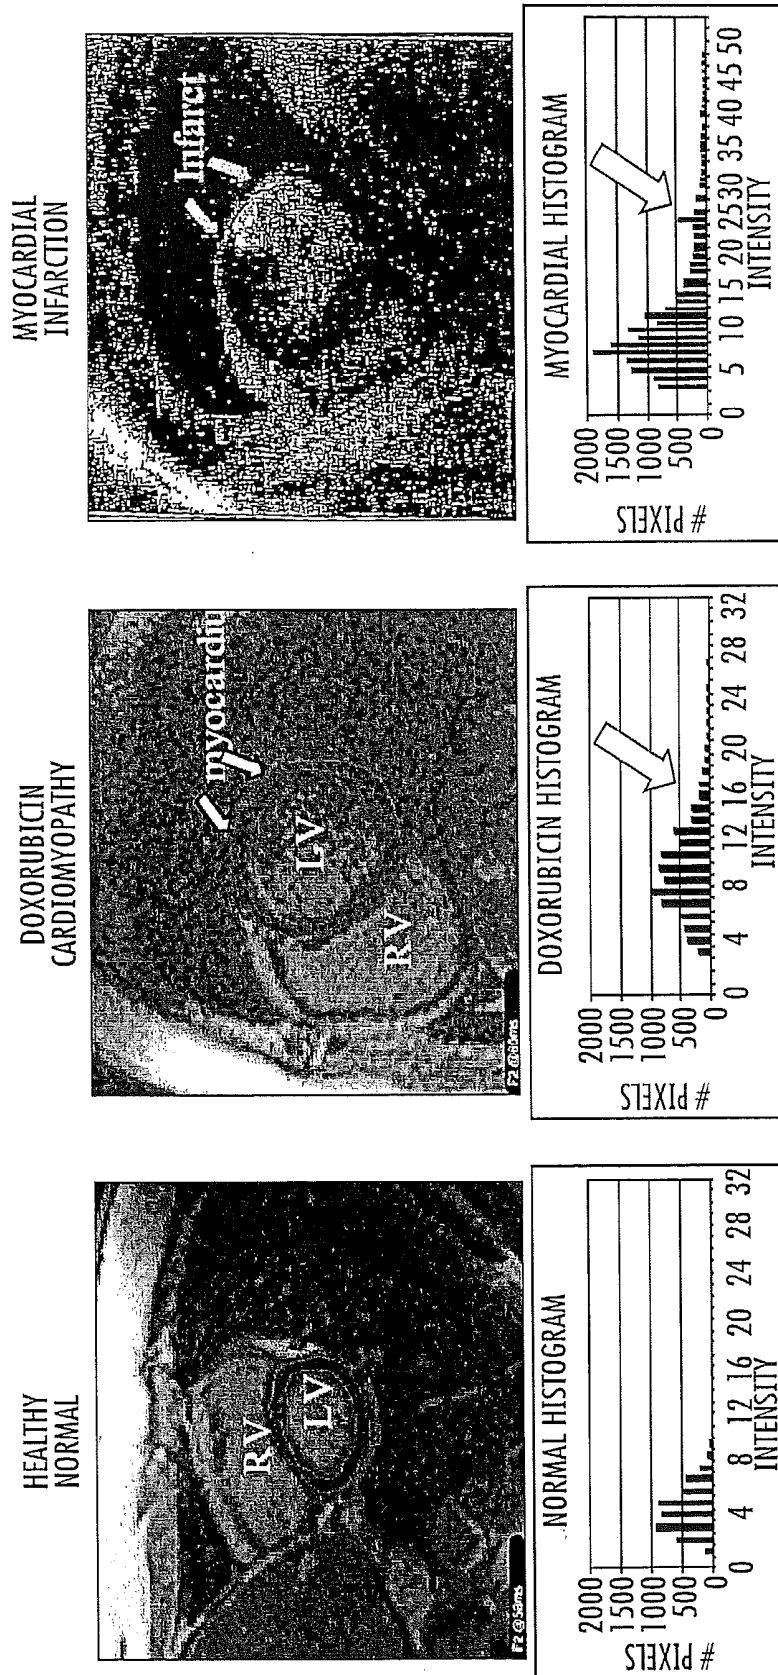 HEALTHY
NORMAL
RV
LV
NORMAL HISTOGRAM
# PIXELS
2000
1500
1000
500
0
0 4 8 12 16 20 24 28 32
INTENSITY
DOXORUBICIN
CARDIOMYOPATHY
myocardiu
LV
RV
DOXORUBICIN HISTOGRAM
# PIXELS
2000
1500
1000
500
0
0 4 8 12 16 20 24 28 32
INTENSITY
MYOCARDIAL
INFARCTION
Infarct
MYOCARDIAL HISTOGRAM
# PIXELS
2000
1500
1000
500
0
0 5 10 15 20 25 30 35 40 45 50
INTENSITY